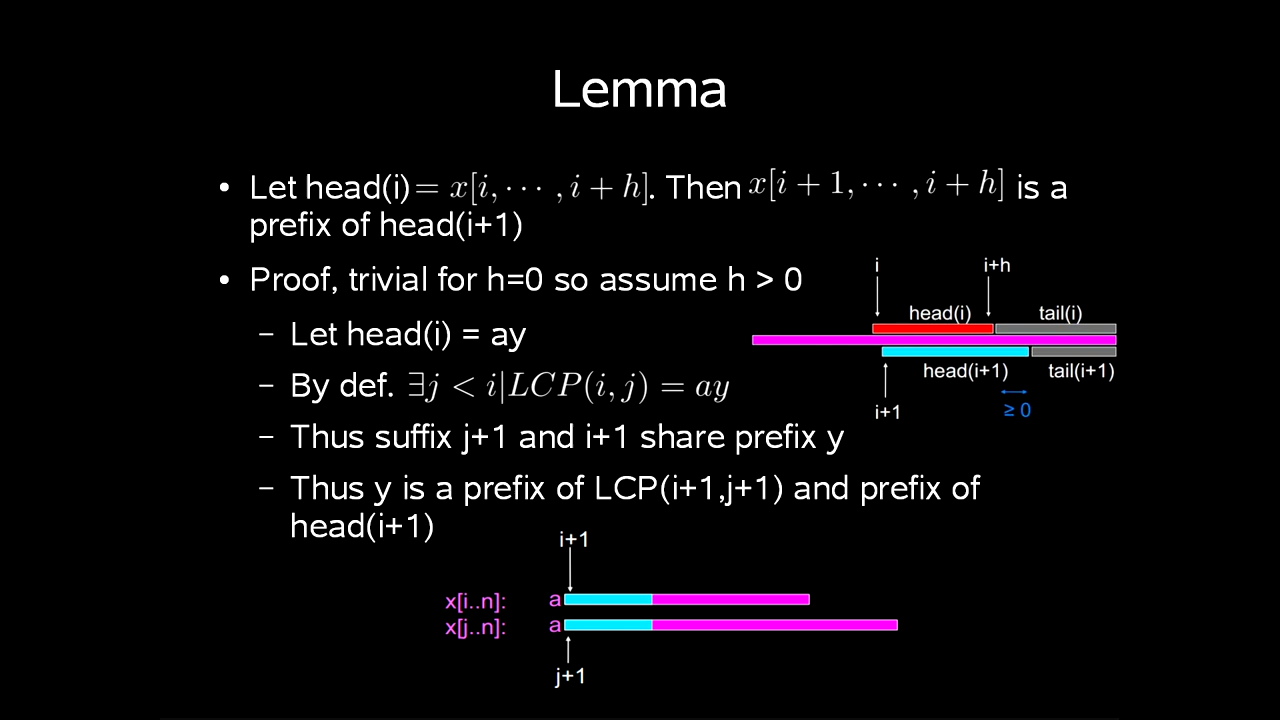 Lemma
• Let head(i) = x[i, ⋯ , i + h]. Then x[i + 1, ⋯ , i + h] is a
prefix of head(i+1)
• Proof, trivial for h=0 so assume h > 0
– Let head(i) = ay
– By def. ∃j < i|LCP(i, j) = ay
– Thus suffix j+1 and i+1 share prefix y
– Thus y is a prefix of LCP(i+1,j+1) and prefix of
head(i+1)
i i+h
head(i) tail(i)
head(i+1) tail(i+1)
i+1 ≥ 0
i+1
x[i..n]: a
x[j..n]: a
j+1